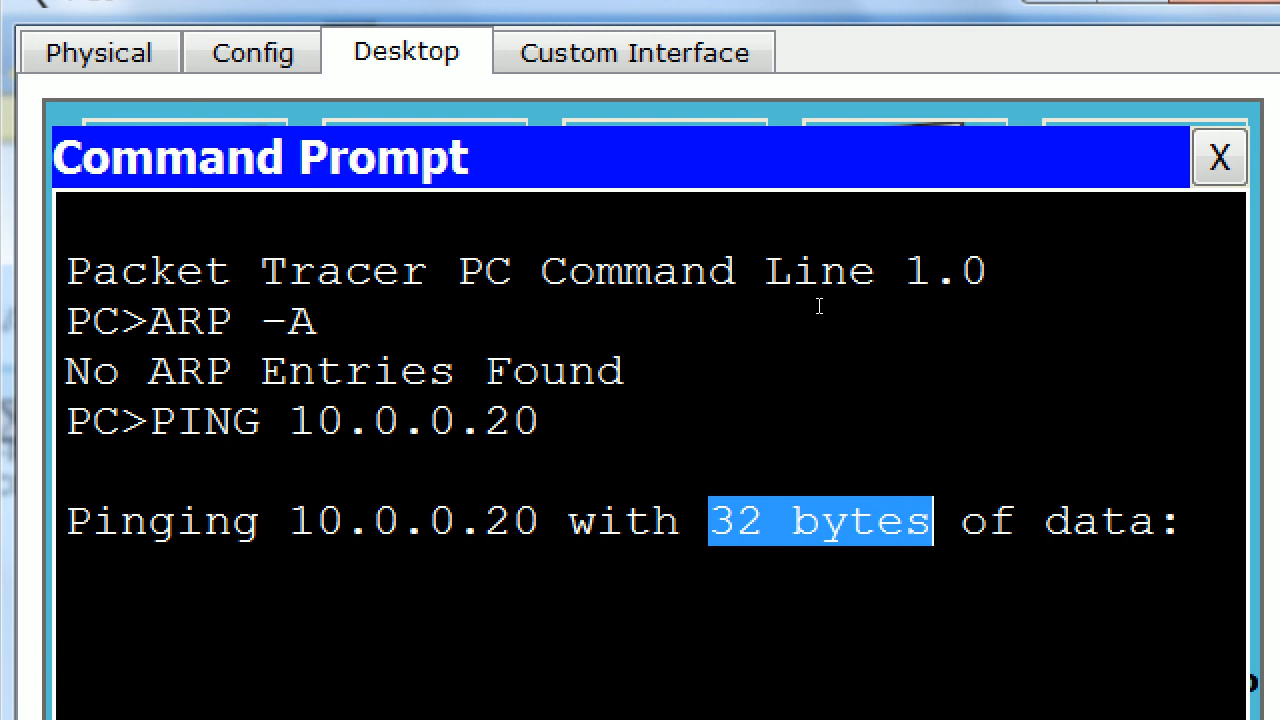 Physical Config Desktop Custom Interface
Command Prompt X
Packet Tracer PC Command Line 1.0
PC>ARP -A
No ARP Entries Found
PC>PING 10.0.0.20
Pinging 10.0.0.20 with 32 bytes of data: